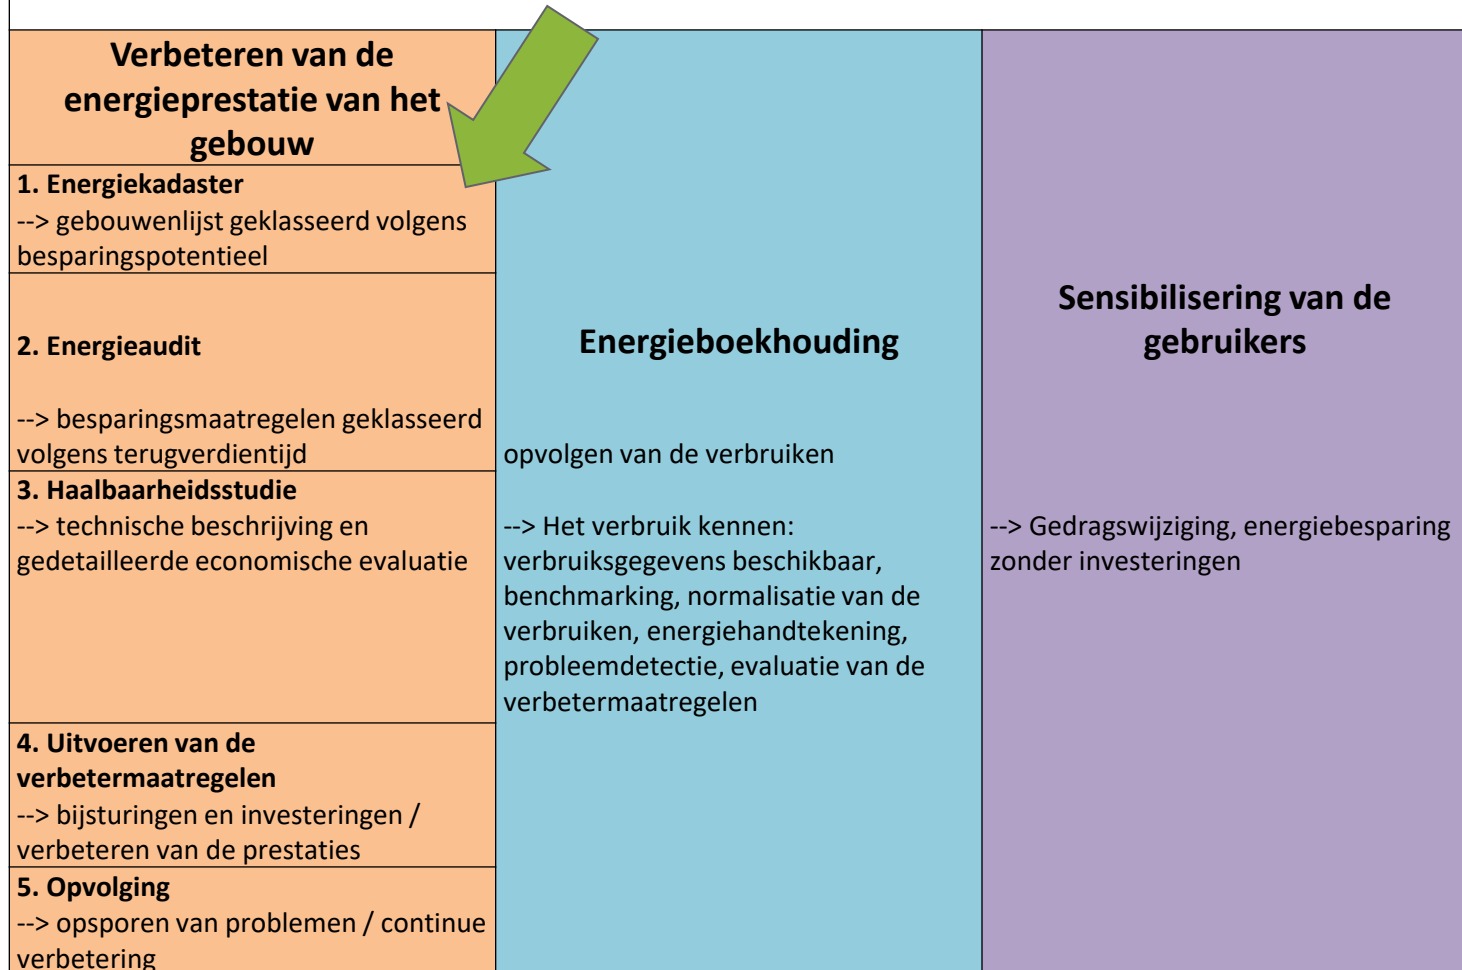 Verbeteren van de
energieprestatie van het
gebouw
1. Energiekadaster
--> gebouwenlijst geklasseerd volgens
besparingspotentieel
2. Energieaudit
--> besparingsmaatregelen geklasseerd
volgens terugverdientijd
3. Haalbaarheidsstudie
--> technische beschrijving en
gedetailleerde economische evaluatie
4. Uitvoeren van de
verbetermaatregelen
--> bijsturingen en investeringen /
verbeteren van de prestaties
5. Opvolging
--> opsporen van problemen / continue
verbetering
Energieboekhouding
opvolgen van de verbruiken
--> Het verbruik kennen:
verbruiksgegevens beschikbaar,
benchmarking, normalisatie van de
verbruiken, energiehandtekening,
probleemdetectie, evaluatie van de
verbetermaatregelen
Sensibilisering van de
gebruikers
--> Gedragswijziging, energiebesparing
zonder investeringen